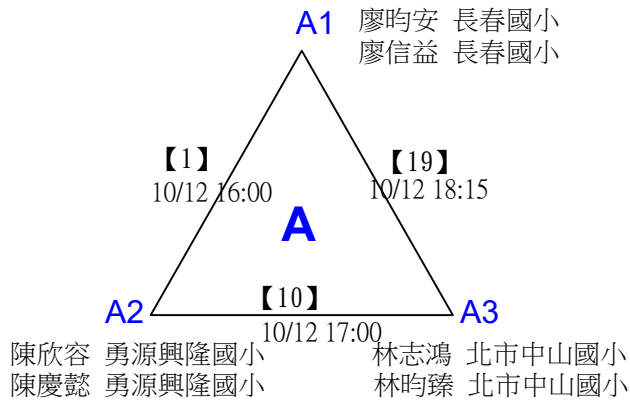 A1 廖昀安 長春國小
廖信益 長春國小
【1】 【19】
10/12 16:00 10/12 18:15
A
A2 【10】 A3
10/12 17:00
陳欣容 勇源興隆國小 林志鴻 北市中山國小
陳慶懿 勇源興隆國小 林昀臻 北市中山國小